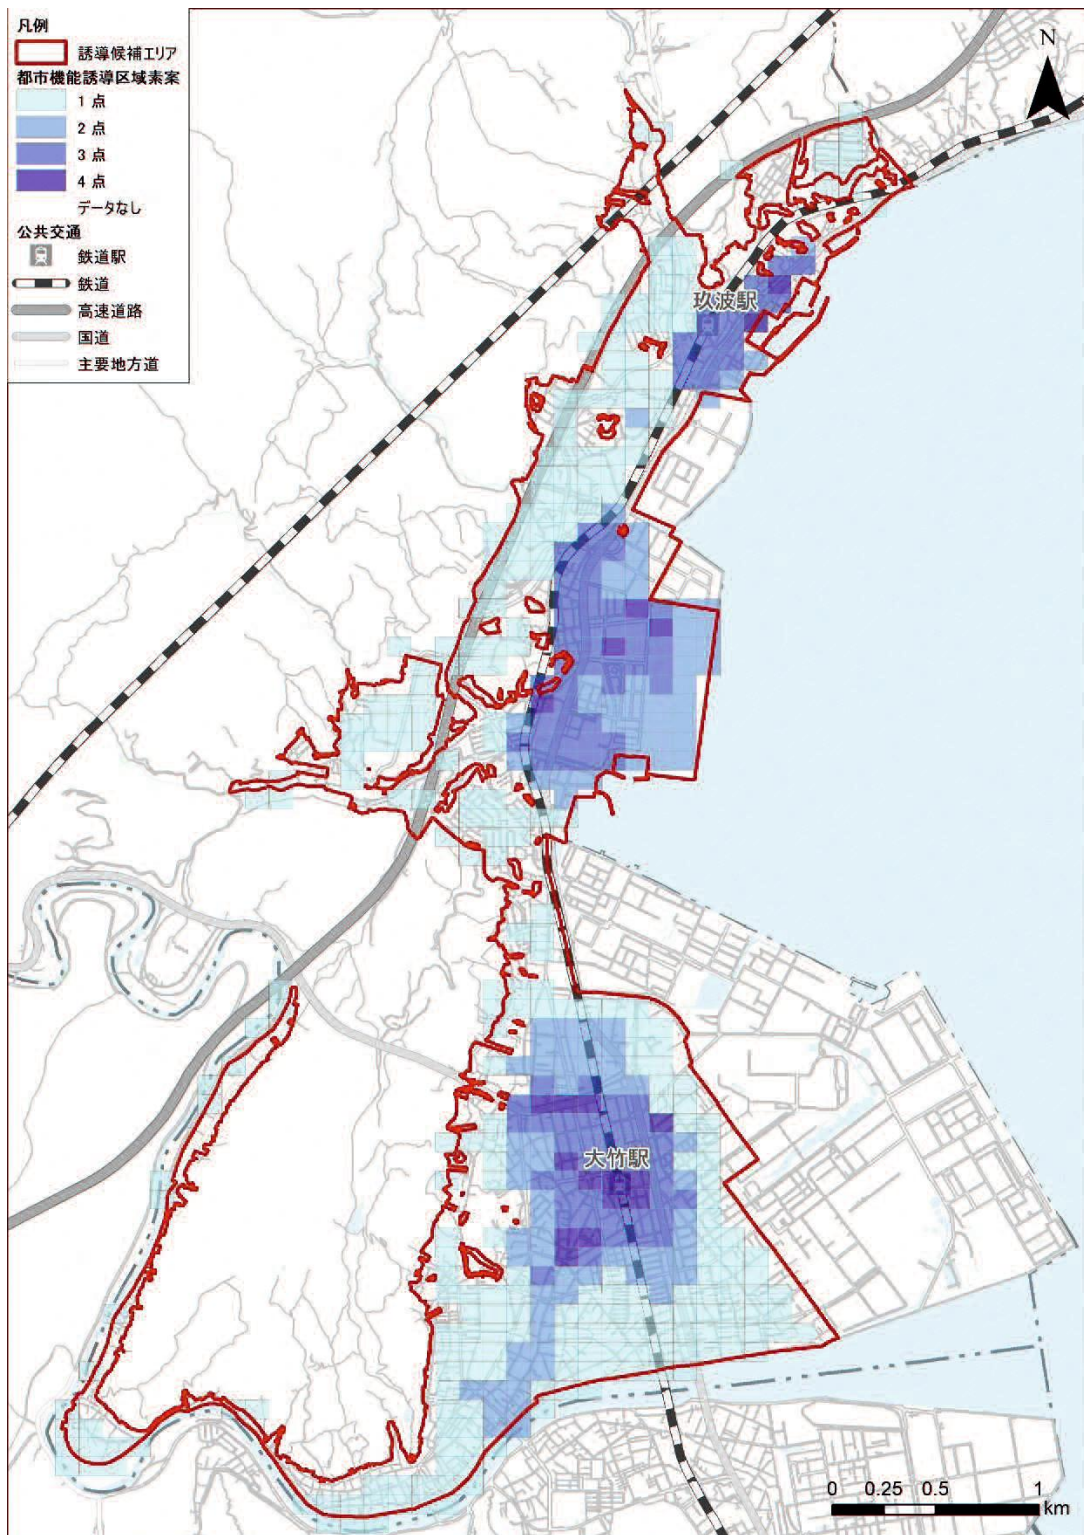 凡例
誘導候補エリア
都市機能誘導区域素案
1 点
2 点
3 点
4 点
データなし
公共交通
鉄道駅
鉄道
高速道路
国道
主要地方道
N
玖波駅
大竹駅
0 0.25 0.5 1
km